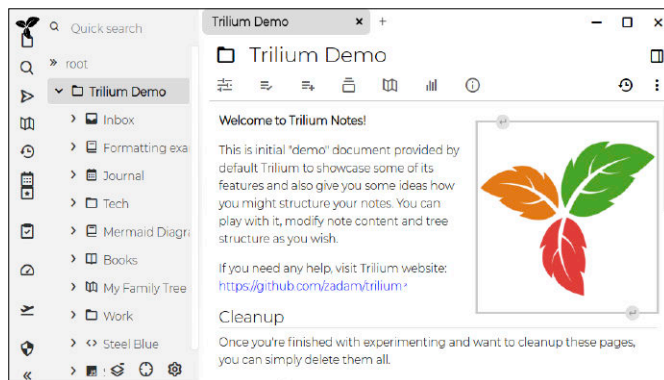 Quick search
root
Trilium Demo
Inbox
Formatting exa
Journal
Tech
Mermaid Diagra
Books
My Family Tree
Work
Steel Blue
Trilium Demo
Trilium Demo
Welcome to Trilium Notes!
This is initial "demo" document provided by
default Trilium to showcase some of its
features and also give you some ideas how
you might structure your notes. You can
play with it, modify note content and tree
structure as you wish.
If you need any help, visit Trilium website:
https://github.com/zadam/trilium
Cleanup
Once you're finished with experimenting and want to cleanup these pages,
you can simply delete them all.